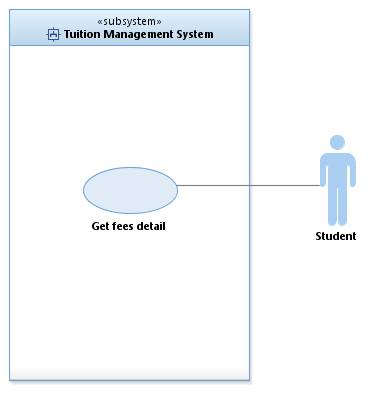 «subsystem»
Tuition Management System
Get fees detail
Student